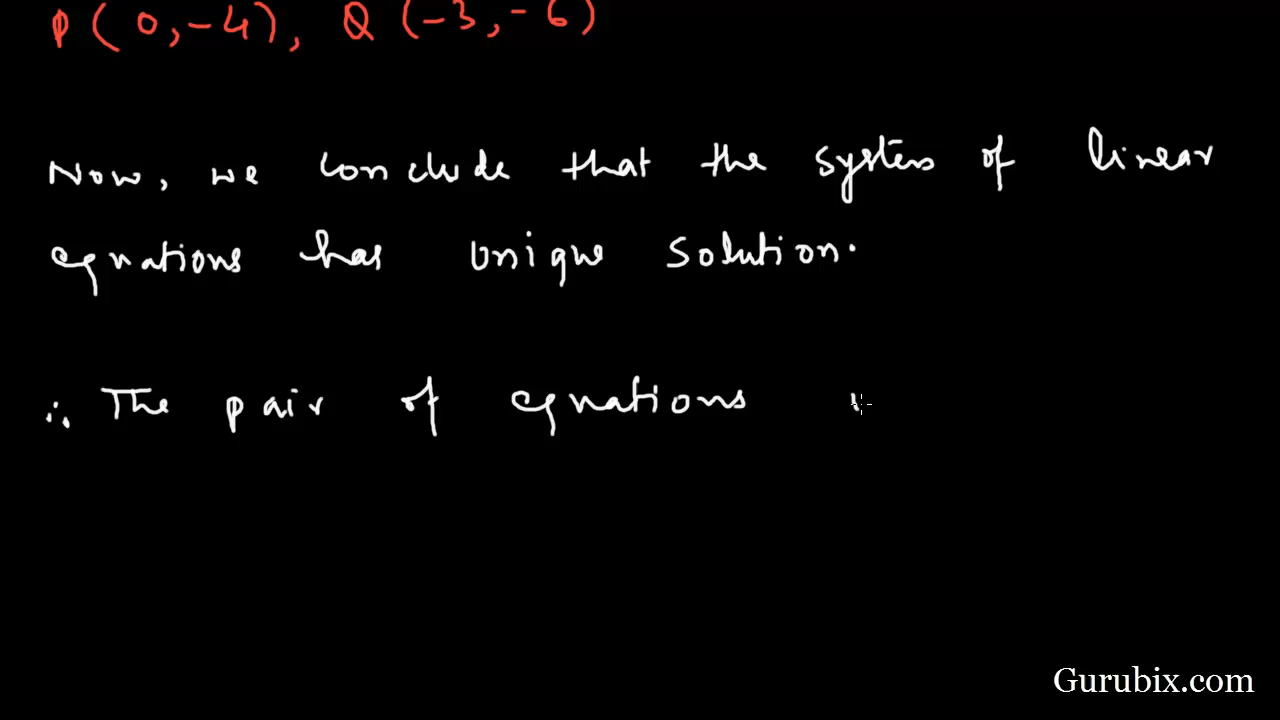 P(0,-4), Q(-3,-6)
Now, we conclude that the system of linear
equations has unique solution.
∴ The pair of equations
Gurubix.com